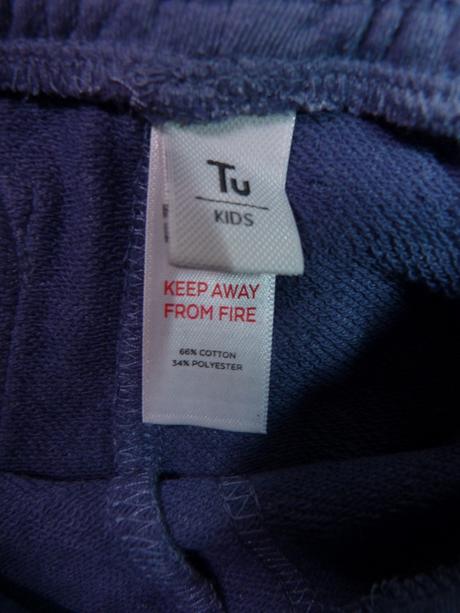 Tu
KIDS
KEEP AWAY
FROM FIRE
66% COTTON
34% POLYESTER